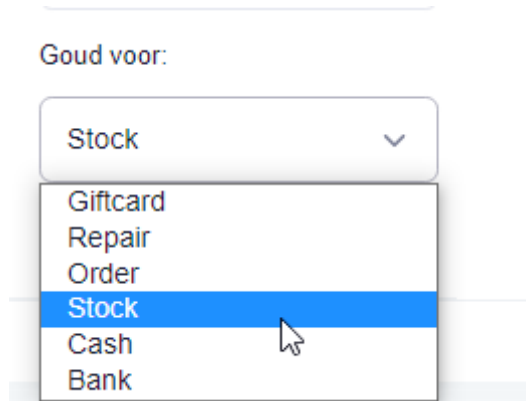 Goud voor:
Stock
Giftcard
Repair
Order
Stock
Cash
Bank